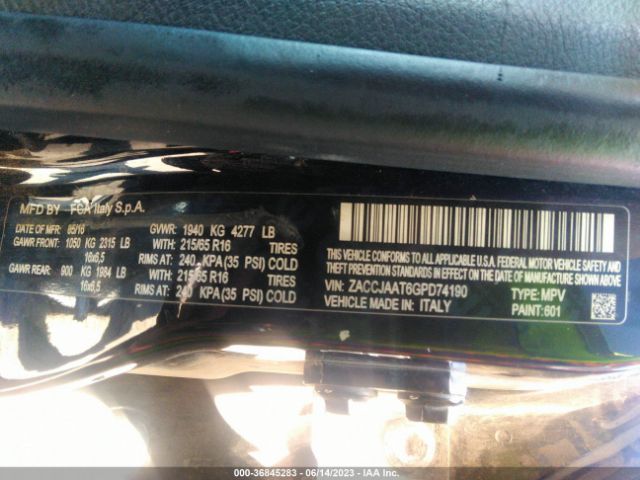 MFD BY FCA Italy S.p.A.
DATE OF MFR: 05/16 GVWR: 1940 KG 4277 LB
GAWR FRONT: 1050 KG 2315 LB WITH: 215/65 R16 TIRES
16x6,5 RIMS AT: 240 KPA (35 PSI) COLD
GAWR REAR: 900 KG 1984 LB WITH: 215/65 R16 TIRES
16x6,5 RIMS AT: 240 KPA (35 PSI) COLD
THIS VEHICLE CONFORMS TO ALL APPLICABLE U.S.A. FEDERAL MOTOR VEHICLE SAFETY,
BUMPER, AND THEFT PREVENTION STANDARDS IN EFFECT ON THE DATE OF MANUFACTURE SHOWN ABOVE.
VIN: ZACCJAAT6GPD74190 TYPE: MPV
VEHICLE MADE IN: ITALY PAINT: 601
000-36845283 - 06/14/2023 - IAA Inc.